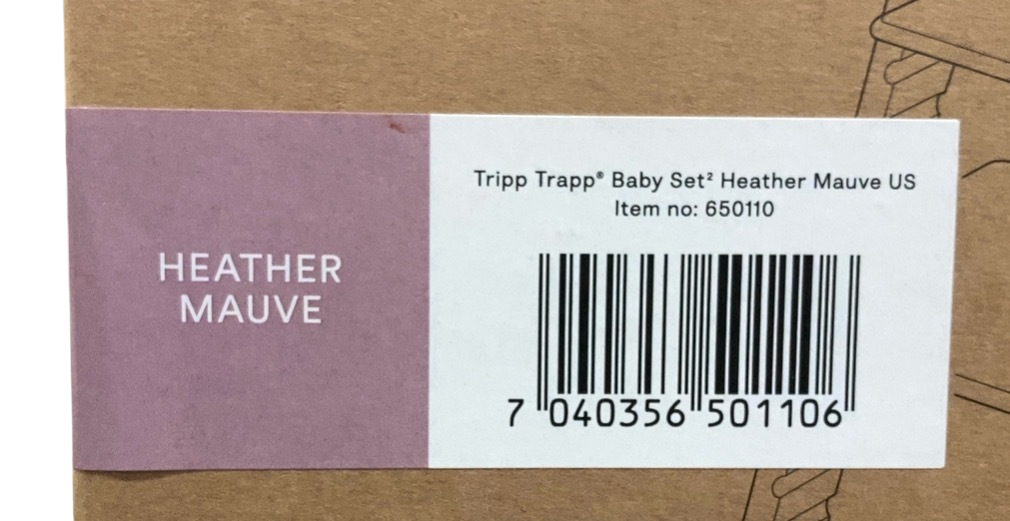 HEATHER
MAUVE
Tripp Trapp® Baby Set² Heather Mauve US
Item no: 650110
7 040356 501106